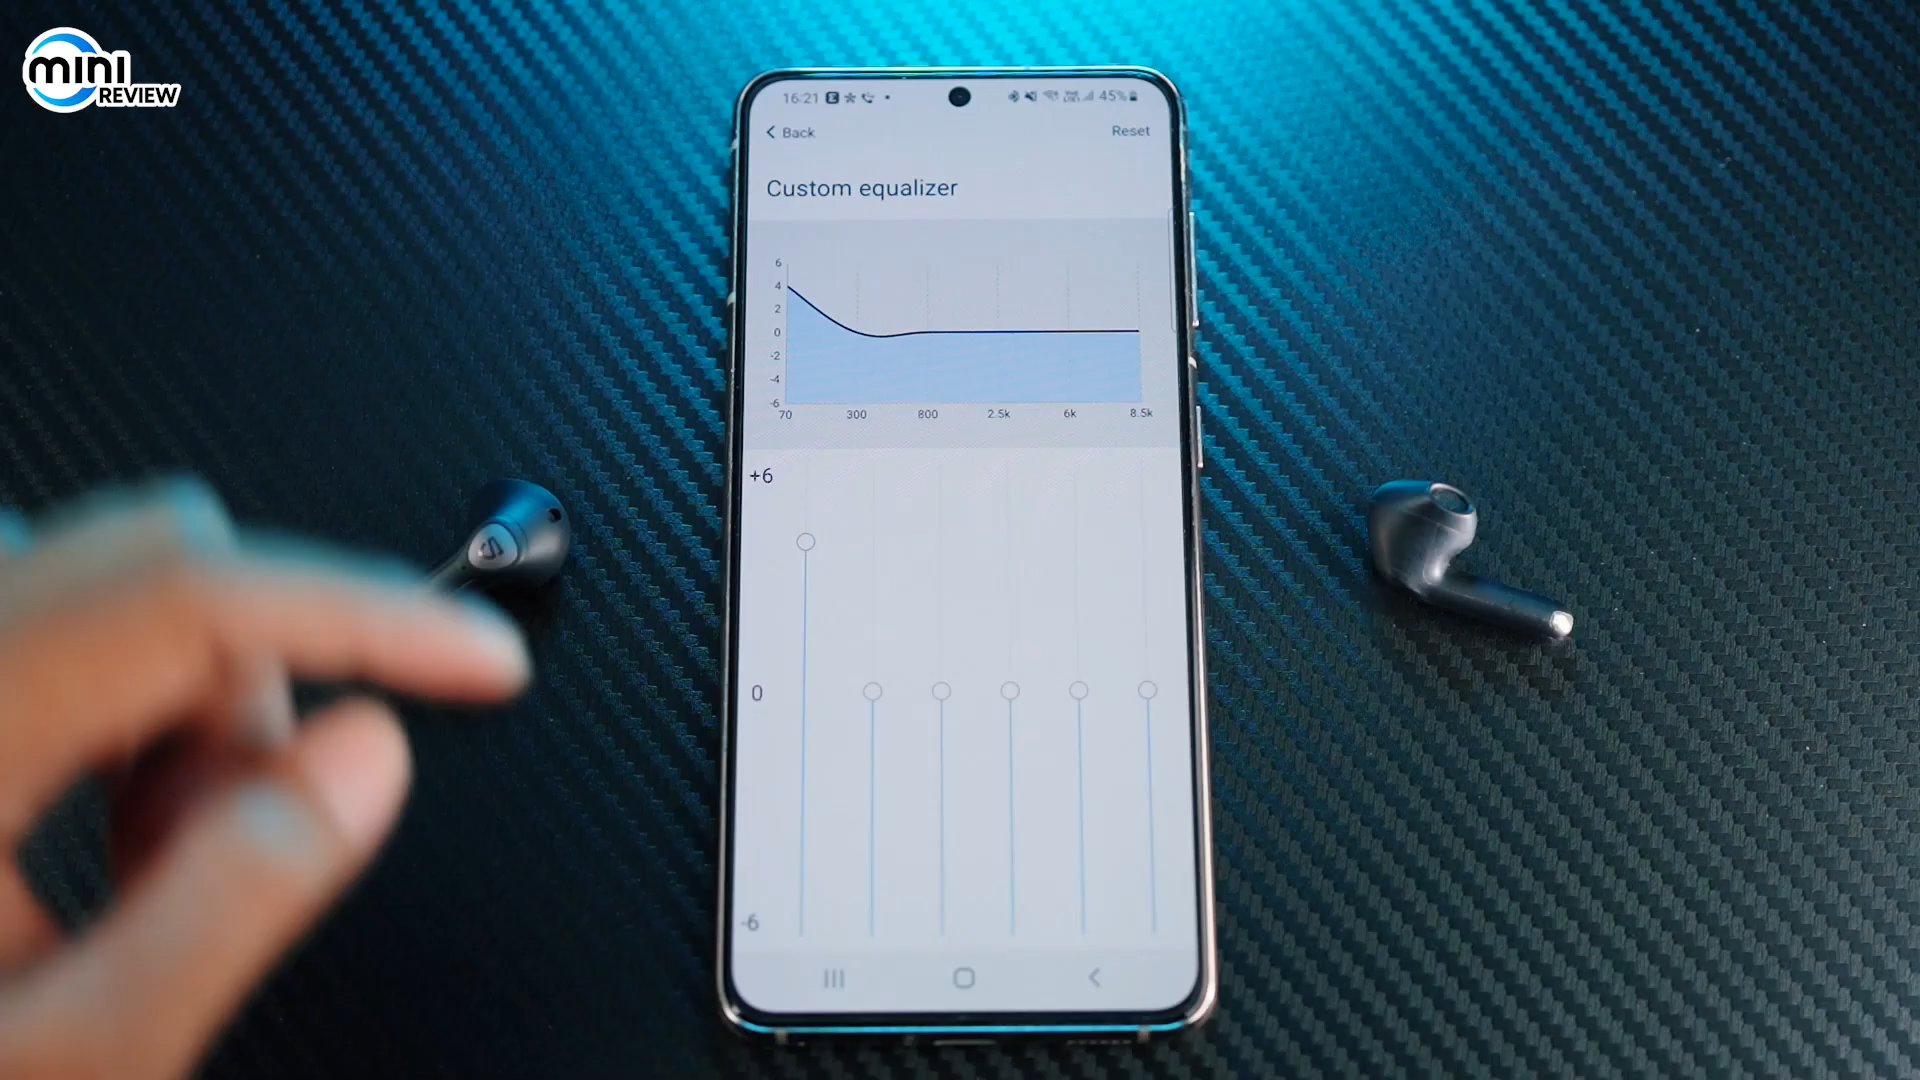 mini
REVIEW
16:21
45%
Back
Reset
Custom equalizer
6
4
2
0
-2
-4
-6
70 300 800 2.5k 6k 8.5k
+6
0
-6